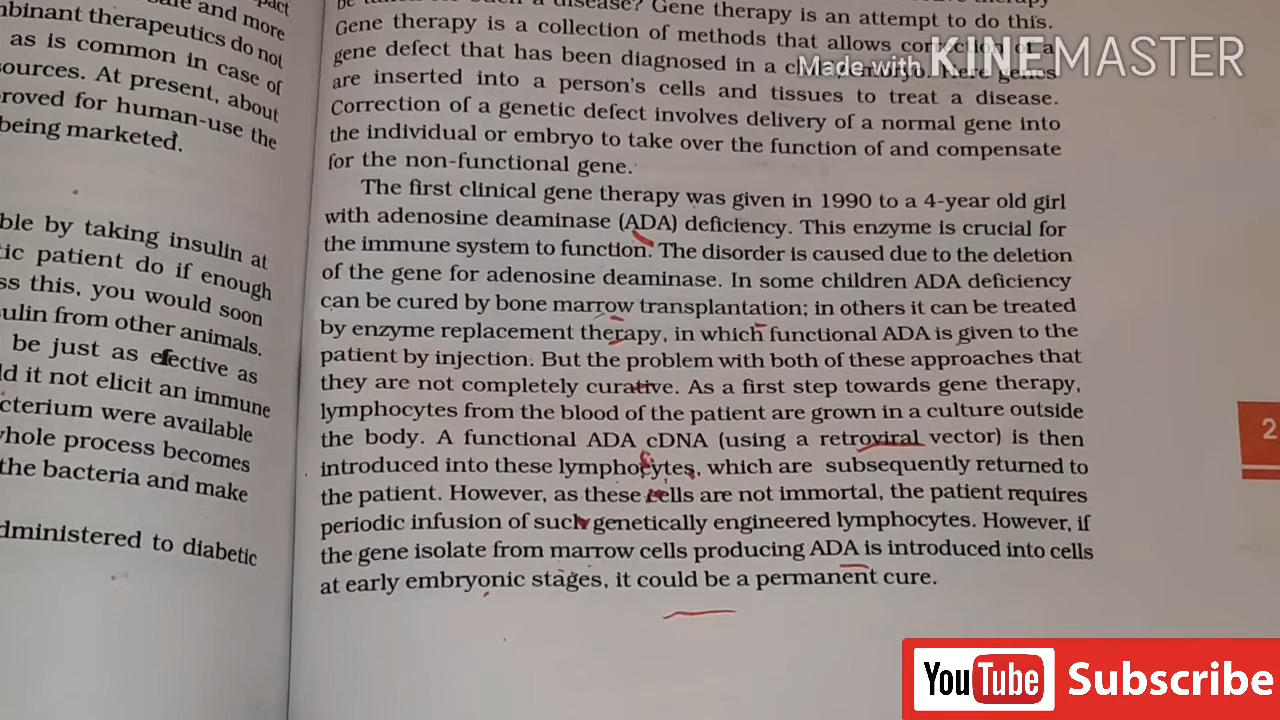 and more
mbinant therapeutics do not
as is common in case of
ources. At present, about
roved for human-use the
being marketed.
ble by taking insulin at
tic patient do if enough
ss this, you would soon
ulin from other animals.
be just as effective as
ld it not elicit an immune
cterium were available
whole process becomes
the bacteria and make
dministered to diabetic
disease? Gene therapy is an attempt to do this.
Gene therapy is a collection of methods that allows correction of a
gene defect that has been diagnosed in a child/embryo. Here genes
are inserted into a person's cells and tissues to treat a disease.
Correction of a genetic defect involves delivery of a normal gene into
the individual or embryo to take over the function of and compensate
for the non-functional gene.
The first clinical gene therapy was given in 1990 to a 4-year old girl
with adenosine deaminase (ADA) deficiency. This enzyme is crucial for
the immune system to function. The disorder is caused due to the deletion
of the gene for adenosine deaminase. In some children ADA deficiency
can be cured by bone marrow transplantation; in others it can be treated
by enzyme replacement therapy, in which functional ADA is given to the
patient by injection. But the problem with both of these approaches that
they are not completely curative. As a first step towards gene therapy,
lymphocytes from the blood of the patient are grown in a culture outside
the body. A functional ADA cDNA (using a retroviral vector) is then
introduced into these lymphocytes, which are subsequently returned to
the patient. However, as these cells are not immortal, the patient requires
periodic infusion of such genetically engineered lymphocytes. However, if
the gene isolate from marrow cells producing ADA is introduced into cells
at early embryonic stages, it could be a permanent cure.
Made with KINEMASTER
2
YouTube Subscribe